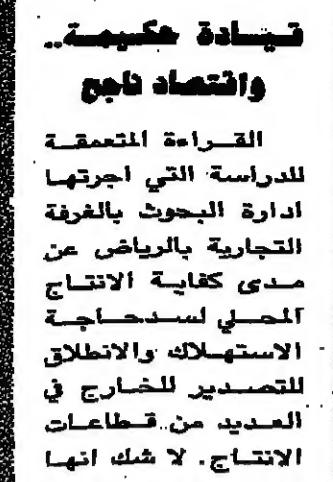 قيادة حكيمة..
واقتصاد ناجح
القراءة المتعمقة
للدراسة التي اجرتها
ادارة البحوث بالغرفة
التجارية بالرياض عن
مدى كفاية الانتاج
المحلي لسد حاجة
الاستهلاك والانطلاق
للتصدير للخارج في
العديد من قطاعات
الانتاج. لا شك انها